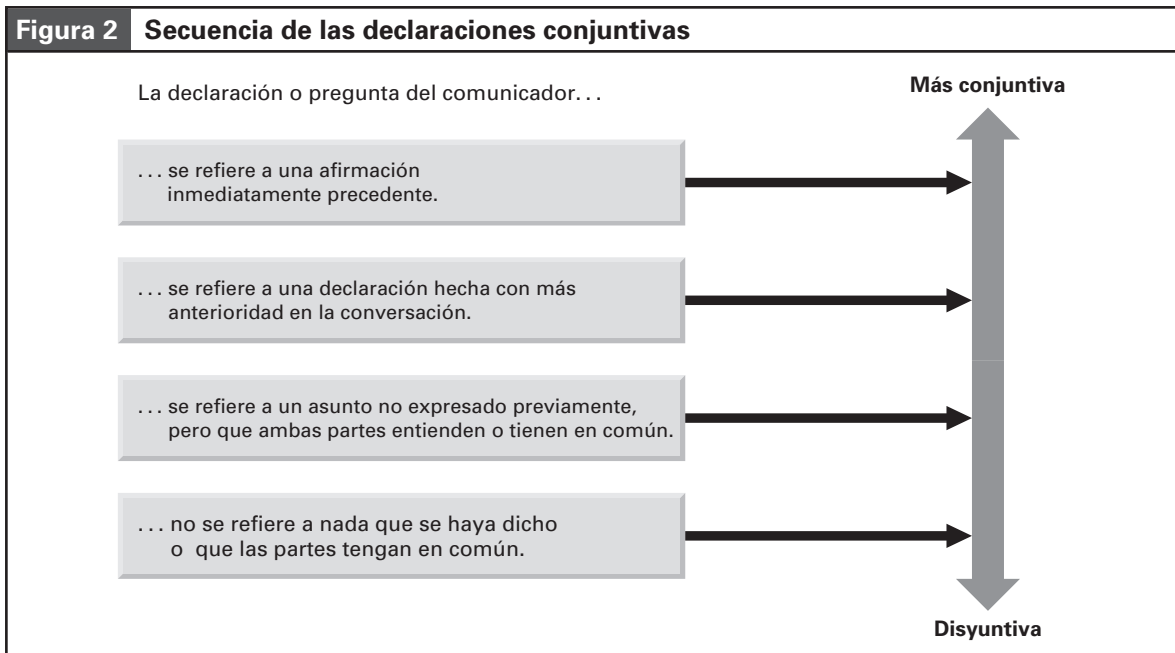 Figura 2 Secuencia de las declaraciones conjuntivas
La declaración o pregunta del comunicador. . .
Más conjuntiva
. . . se refiere a una afirmación
inmediatamente precedente.
. . . se refiere a una declaración hecha con más
anterioridad en la conversación.
. . . se refiere a un asunto no expresado previamente,
pero que ambas partes entienden o tienen en común.
. . . no se refiere a nada que se haya dicho
o que las partes tengan en común.
Disyuntiva